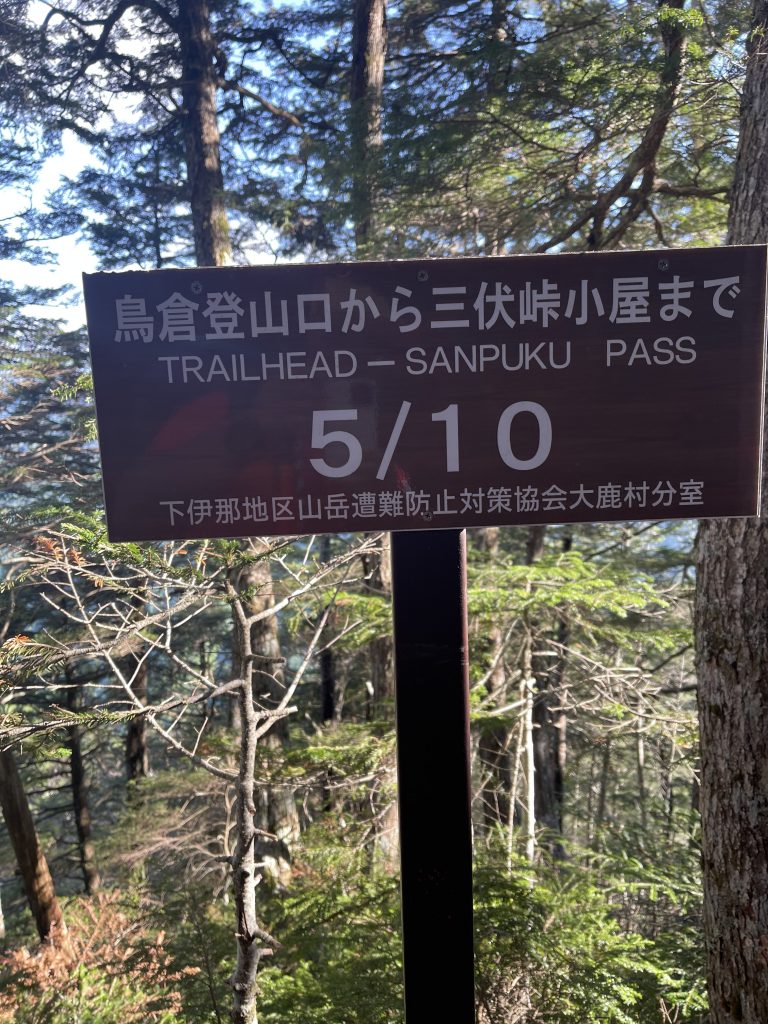 鳥倉登山口から三伏峠小屋まで
TRAILHEAD － SANPUKU PASS
5/10
下伊那地区山岳遭難防止対策協会大鹿村分室